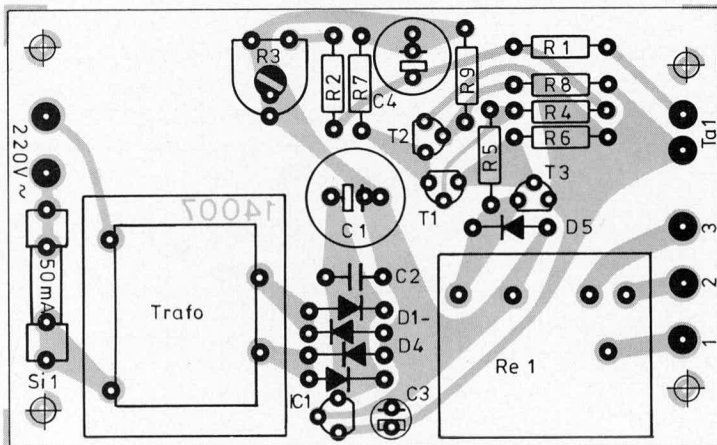 R3
R2
R7
C4
R9
R1
R8
R4
R6
Ta1
T2
R5
220V~
T1
T3
14007
C1
D5
3
C2
2
50mA
Trafo
D1-
D4
Re 1
1
Si1
IC1
C3